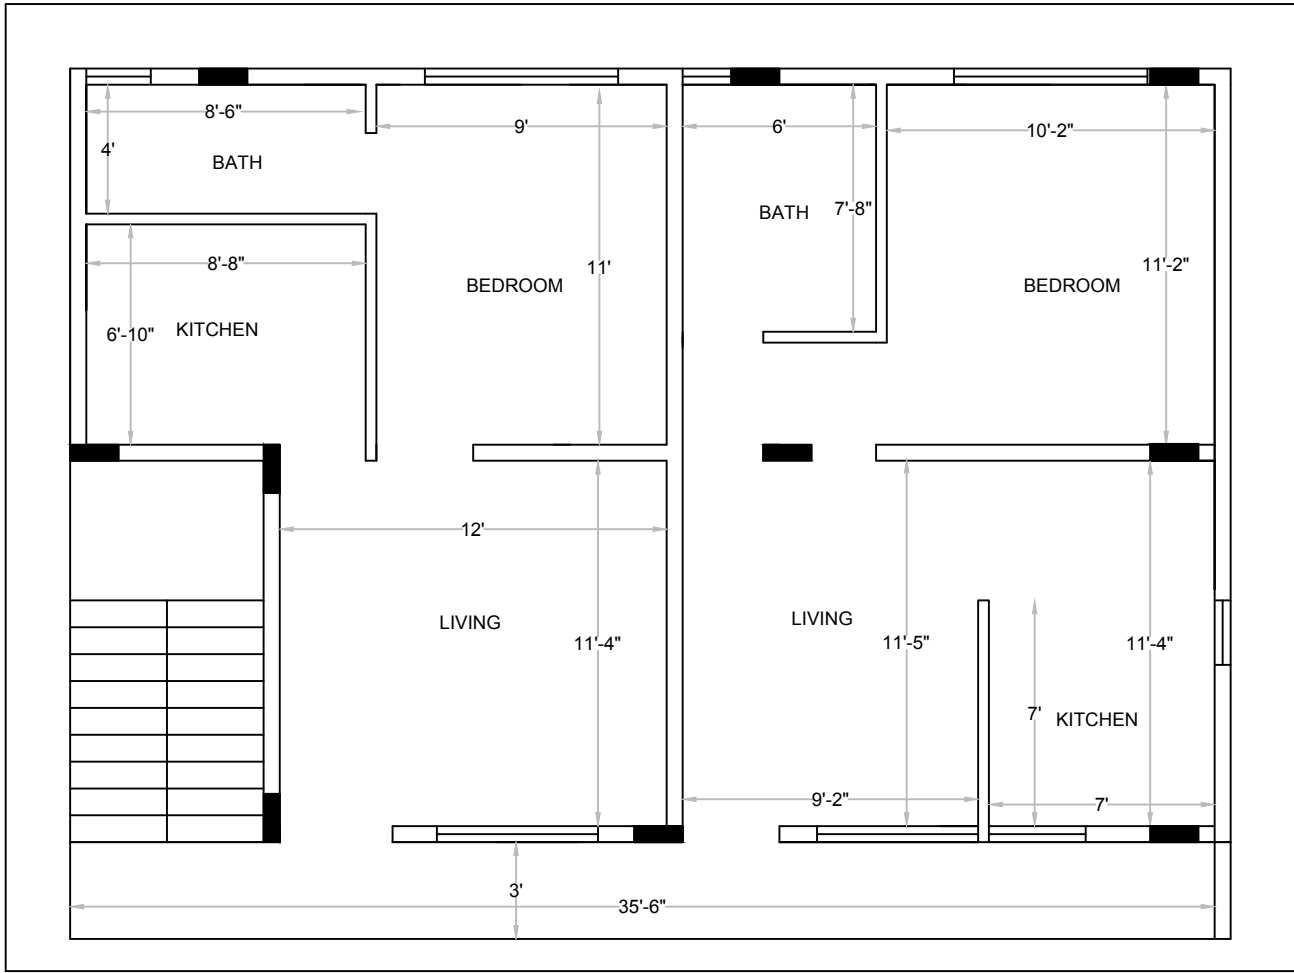 8'-6"
9'
6'
10'-2"
4'
BATH
BATH
7'-8"
8'-8"
11'
11'-2"
BEDROOM
BEDROOM
6'-10"
KITCHEN
12'
LIVING
LIVING
11'-4"
11'-5"
11'-4"
7'
KITCHEN
9'-2"
7'
3'
35'-6"